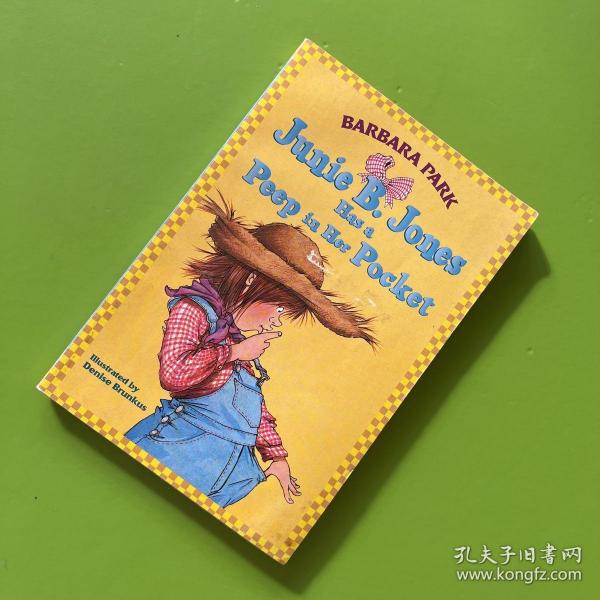 BARBARA PARK
Junie B. Jones
Has a
Peep in Her Pocket
Illustrated by
Denise Brunkus
孔夫子旧書网
www.kongfz.com